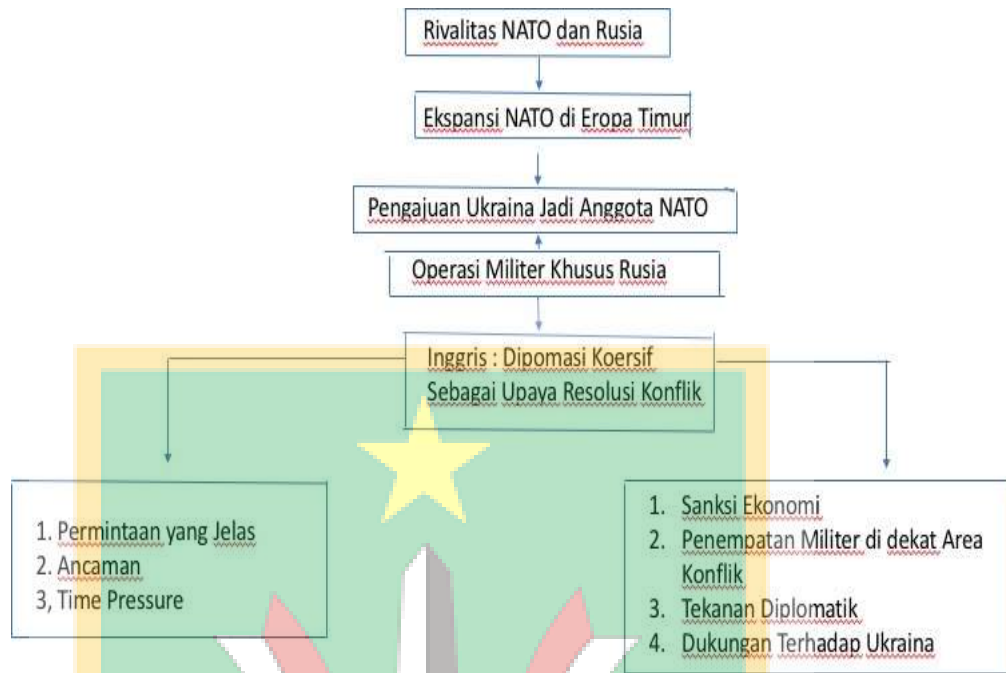 Rivalitas NATO dan Rusia
Ekspansi NATO di Eropa Timur
Pengajuan Ukraina Jadi Anggota NATO
Operasi Militer Khusus Rusia
Inggris : Dipomasi Koersif
Sebagai Upaya Resolusi Konflik
1. Permintaan yang Jelas
2. Ancaman
3, Time Pressure
1. Sanksi Ekonomi
2. Penempatan Militer di dekat Area
Konflik
3. Tekanan Diplomatik
4. Dukungan Terhadap Ukraina